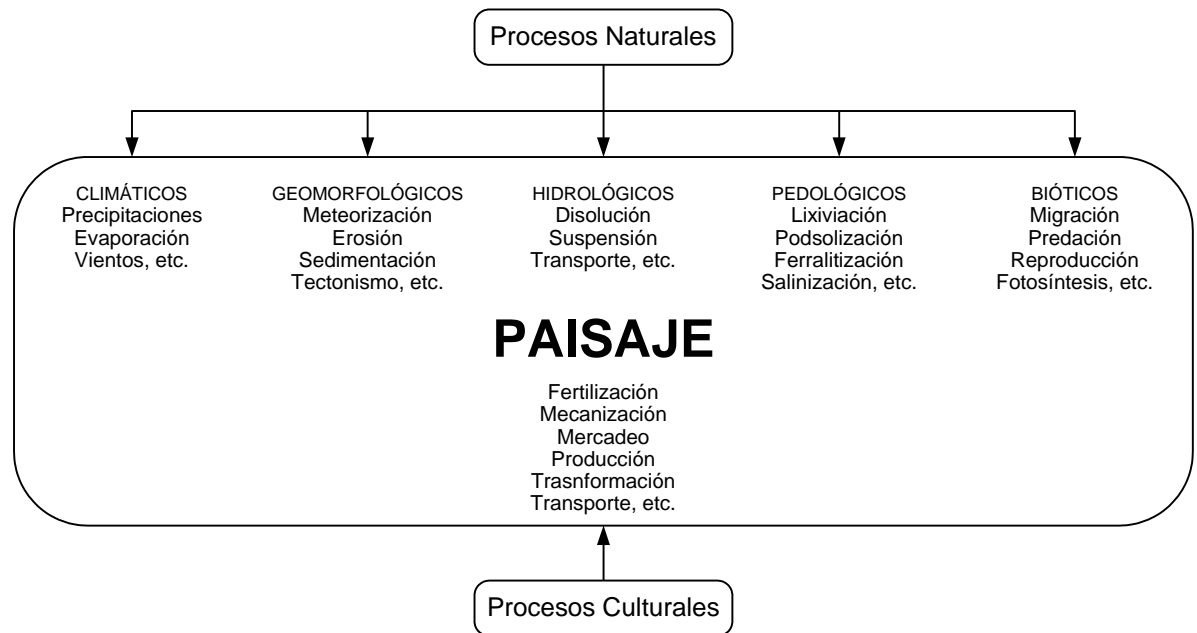 Procesos Naturales
CLIMÁTICOS
Precipitaciones
Evaporación
Vientos, etc.
GEOMORFOLÓGICOS
Meteorización
Erosión
Sedimentación
Tectonismo, etc.
HIDROLÓGICOS
Disolución
Suspensión
Transporte, etc.
PEDOLÓGICOS
Lixiviación
Podsolización
Ferralitización
Salinización, etc.
BIÓTICOS
Migración
Predación
Reproducción
Fotosíntesis, etc.
PAISAJE
Fertilización
Mecanización
Mercadeo
Producción
Trasnformación
Transporte, etc.
Procesos Culturales